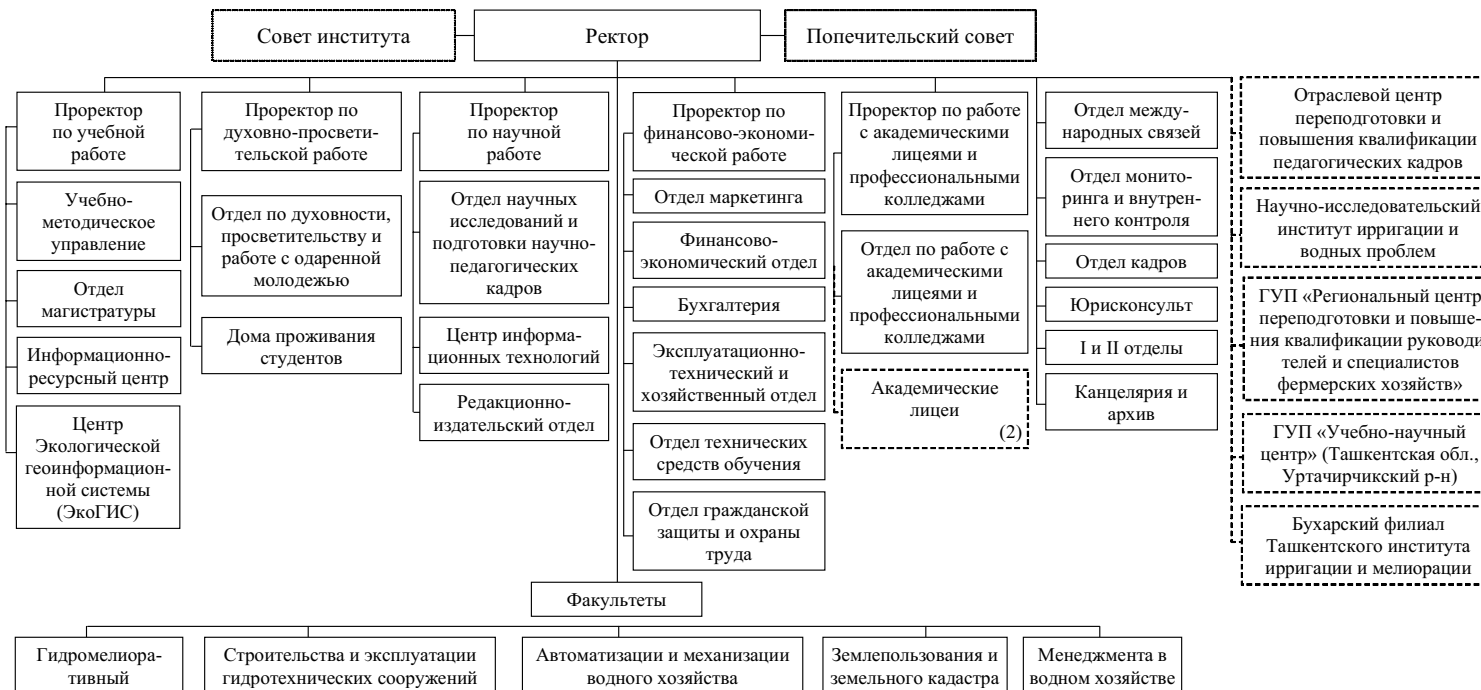 Совет института
Ректор
Попечительский совет
Проректор
по учебной
работе
Учебно-
методическое
управление
Отдел
магистратуры
Информационно-
ресурсный центр
Центр
Экологической
геоинформацион-
ной системы
(ЭкоГИС)
Проректор по
духовно-просвети-
тельской работе
Отдел по духовности,
просветительству и
работе с одаренной
молодежью
Дома проживания
студентов
Проректор
по научной
работе
Отдел научных
исследований и
подготовки научно-
педагогических
кадров
Центр информа-
ционных технологий
Редакционно-
издательский отдел
Проректор по
финансово-экономи-
ческой работе
Отдел маркетинга
Финансово-
экономический отдел
Бухгалтерия
Эксплуатационно-
технический и
хозяйственный отдел
Отдел технических
средств обучения
Отдел гражданской
защиты и охраны
труда
Проректор по работе
с академическими
лицеями и
профессиональными
колледжами
Отдел по работе с
академическими
лицеями и
профессиональными
колледжами
Академические
лицеи
(2)
Отдел между-
народных связей
Отдел монито-
ринга и внутрен-
него контроля
Отдел кадров
Юрисконсульт
I и II отделы
Канцелярия и
архив
Отраслевой центр
переподготовки и
повышения квалификации
педагогических кадров
Научно-исследовательский
институт ирригации и
водных проблем
ГУП «Региональный центр
переподготовки и повыше-
ния квалификации руководи-
телей и специалистов
фермерских хозяйств»
ГУП «Учебно-научный
центр» (Ташкентская обл.,
Уртачирчикский р-н)
Бухарский филиал
Ташкентского института
ирригации и мелиорации
Факультеты
Гидромелиора-
тивный
Строительства и эксплуатации
гидротехнических сооружений
Автоматизации и механизации
водного хозяйства
Землепользования и
земельного кадастра
Менеджмента в
водном хозяйстве